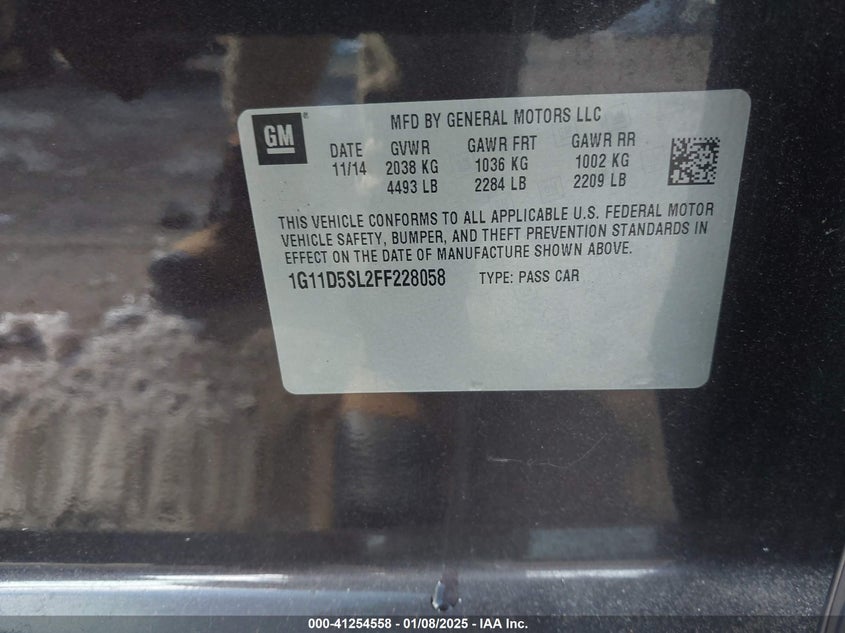 GM
®
MFD BY GENERAL MOTORS LLC
DATE GVWR GAWR FRT GAWR RR
11/14 2038 KG 1036 KG 1002 KG
4493 LB 2284 LB 2209 LB
THIS VEHICLE CONFORMS TO ALL APPLICABLE U.S. FEDERAL MOTOR
VEHICLE SAFETY, BUMPER, AND THEFT PREVENTION STANDARDS IN
EFFECT ON THE DATE OF MANUFACTURE SHOWN ABOVE.
1G11D5SL2FF228058 TYPE: PASS CAR
000-41254558 - 01/08/2025 - IAA Inc.